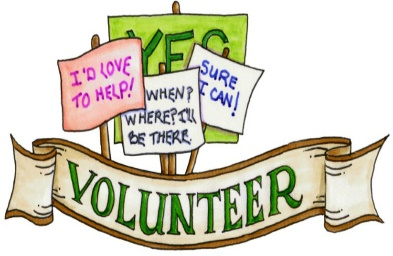 YES
I'D LOVE
TO HELP!
SURE
I CAN!
WHEN?
WHERE? I'LL
BE THERE
VOLUNTEER